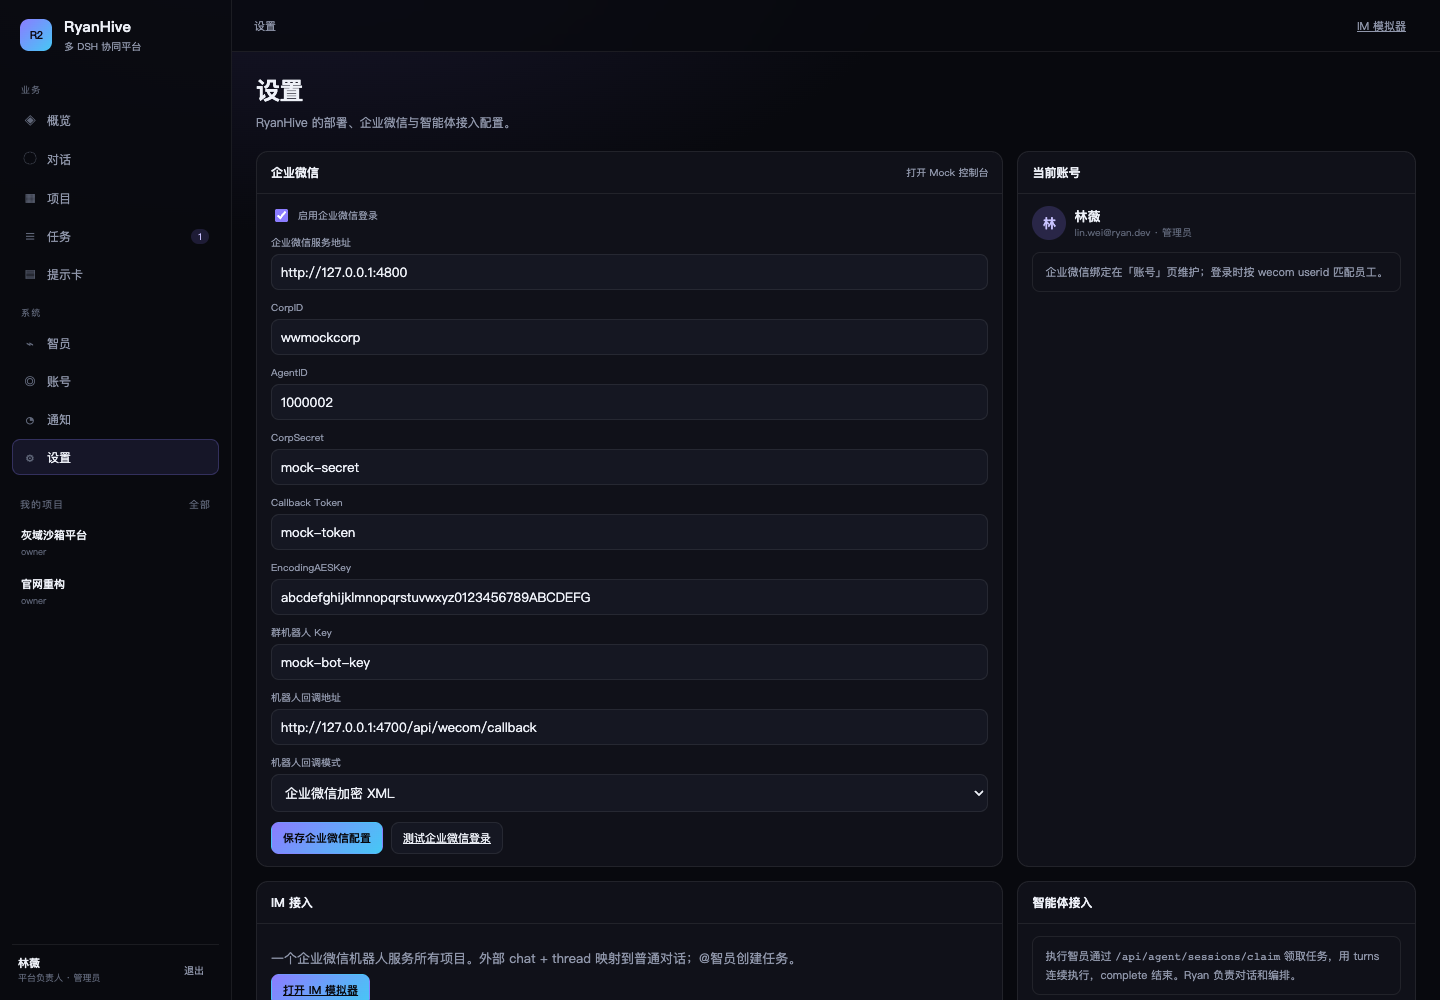 R2
RyanHive
多 DSH 协同平台
业务
概览
对话
项目
任务
1
提示卡
系统
智员
账号
通知
设置
我的项目
全部
灰域沙箱平台
owner
官网重构
owner
林薇
平台负责人 · 管理员
退出
设置
IM 模拟器
设置
RyanHive 的部署、企业微信与智能体接入配置。
企业微信
打开 Mock 控制台
启用企业微信登录
企业微信服务地址
http://127.0.0.1:4800
CorpID
wwmockcorp
AgentID
1000002
CorpSecret
mock-secret
Callback Token
mock-token
EncodingAESKey
abcdefghijklmnopqrstuvwxyz0123456789ABCDEFG
群机器人 Key
mock-bot-key
机器人回调地址
http://127.0.0.1:4700/api/wecom/callback
机器人回调模式
企业微信加密 XML
保存企业微信配置
测试企业微信登录
当前账号
林
林薇
lin.wei@ryan.dev · 管理员
企业微信绑定在「账号」页维护；登录时按 wecom userid 匹配员工。
IM 接入
一个企业微信机器人服务所有项目。外部 chat + thread 映射到普通对话；@智员创建任务。
打开 IM 模拟器
智能体接入
执行智员通过 /api/agent/sessions/claim 领取任务，用 turns
连续执行，complete 结束。Ryan 负责对话和编排。